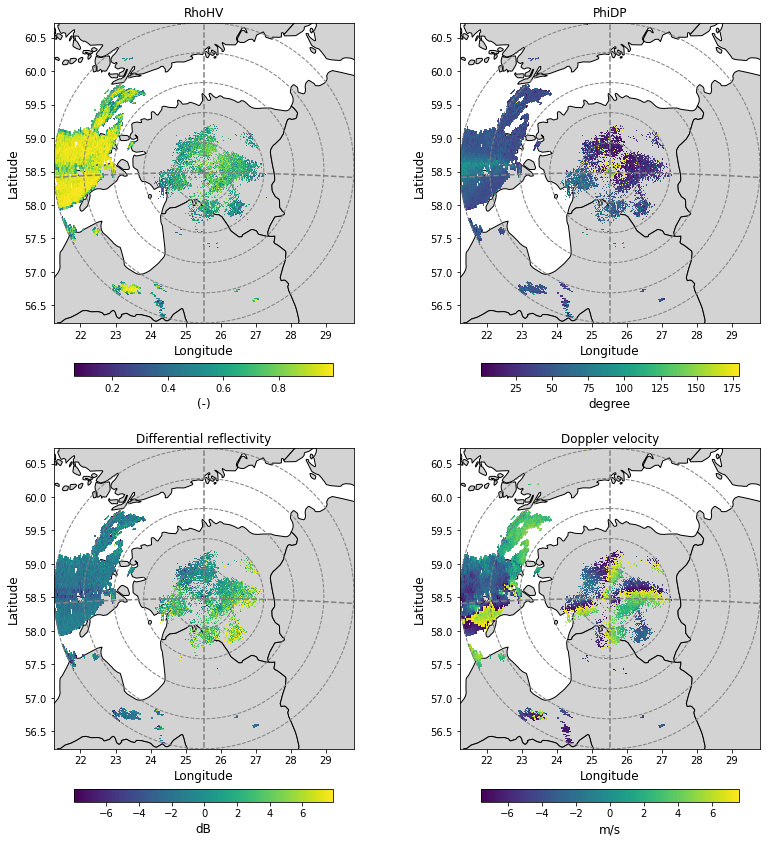 RhoHV
PhiDP
60.5
60.0
59.5
59.0
58.5
58.0
57.5
57.0
56.5
Latitude
22 23 24 25 26 27 28 29
Longitude
0.2 0.4 0.6 0.8
(-)
60.5
60.0
59.5
59.0
58.5
58.0
57.5
57.0
56.5
Latitude
22 23 24 25 26 27 28 29
Longitude
25 50 75 100 125 150 175
degree
Differential reflectivity
Doppler velocity
60.5
60.0
59.5
59.0
58.5
58.0
57.5
57.0
56.5
Latitude
22 23 24 25 26 27 28 29
Longitude
−6 −4 −2 0 2 4 6
dB
60.5
60.0
59.5
59.0
58.5
58.0
57.5
57.0
56.5
Latitude
22 23 24 25 26 27 28 29
Longitude
−6 −4 −2 0 2 4 6
m/s